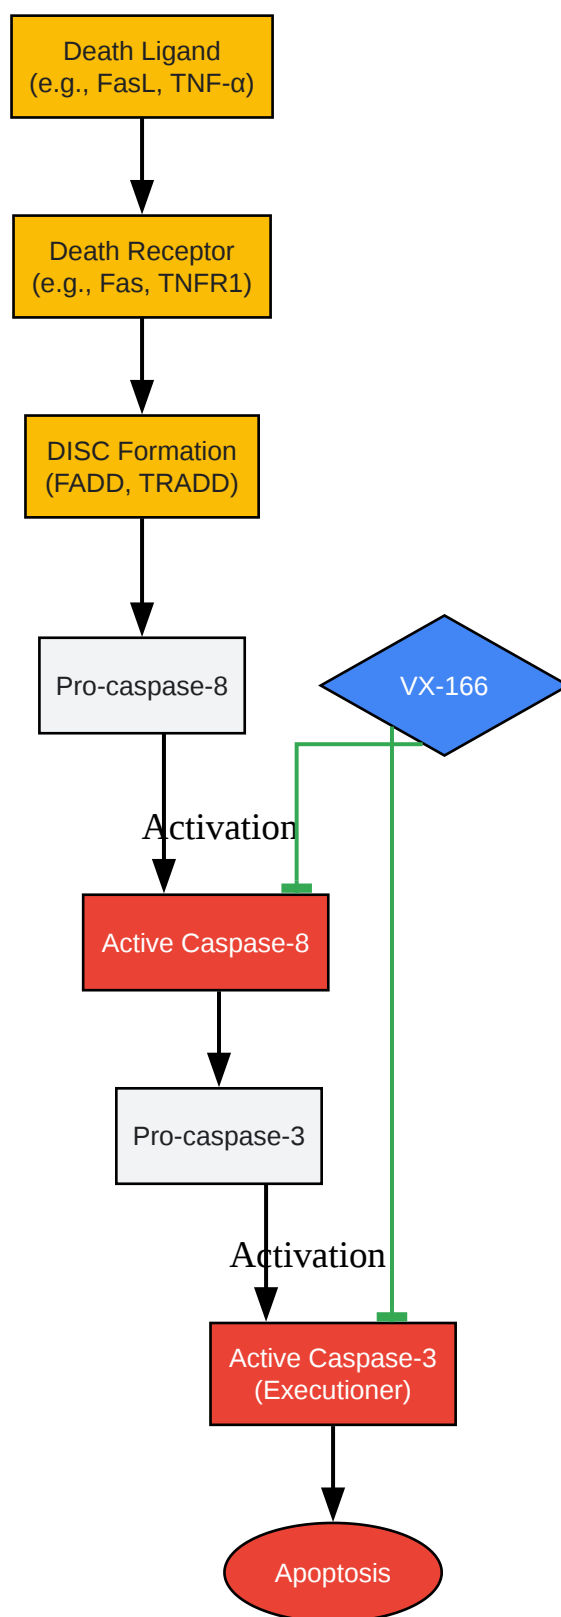 Death Ligand
(e.g., FasL, TNF-α)
Death Receptor
(e.g., Fas, TNFR1)
DISC Formation
(FADD, TRADD)
Pro-caspase-8
VX-166
Activation
Active Caspase-8
Pro-caspase-3
Activation
Active Caspase-3
(Executioner)
Apoptosis